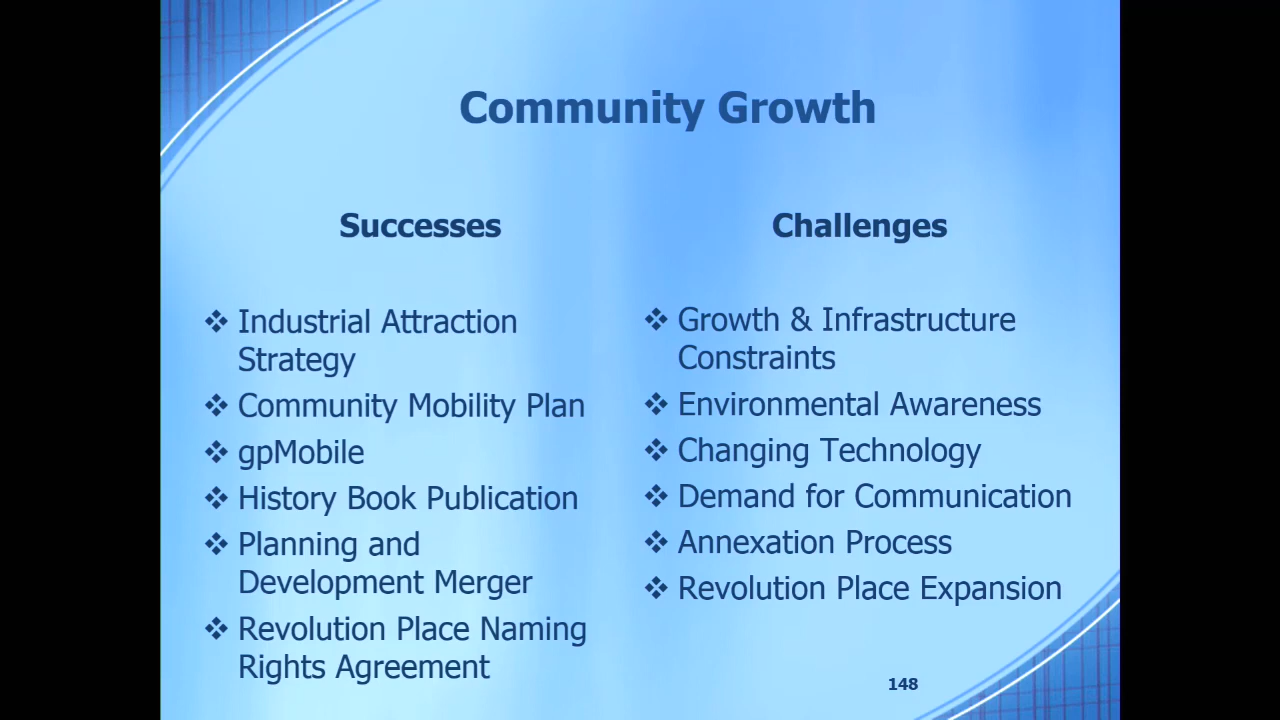 Community Growth
Successes
Industrial Attraction
Strategy
Community Mobility Plan
gpMobile
History Book Publication
Planning and
Development Merger
Revolution Place Naming
Rights Agreement
Challenges
Growth & Infrastructure
Constraints
Environmental Awareness
Changing Technology
Demand for Communication
Annexation Process
Revolution Place Expansion
148